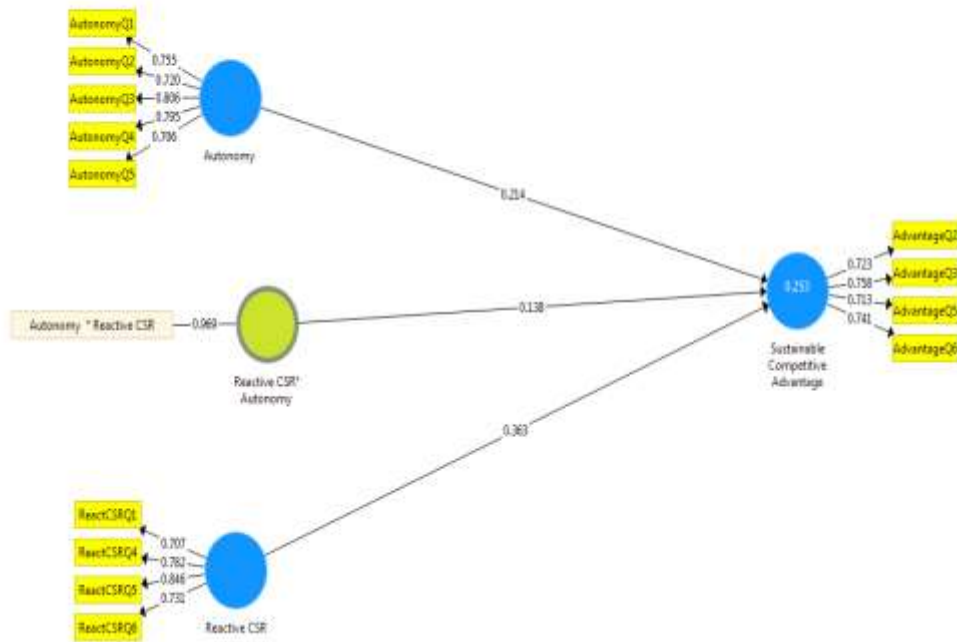 AutonomyQ1
AutonomyQ2
AutonomyQ3
AutonomyQ4
AutonomyQ5
0.755
0.720
0.806
0.795
0.706
Autonomy
0.214
Autonomy * Reactive CSR
0.969
Reactive CSR*
Autonomy
0.138
0.253
Sustainable
Competitive
Advantage
AdvantageQ2
AdvantageQ3
AdvantageQ5
AdvantageQ6
0.723
0.758
0.713
0.741
0.363
ReactCSRQ1
ReactCSRQ4
ReactCSRQ5
ReactCSRQ6
0.707
0.782
0.846
0.731
Reactive CSR